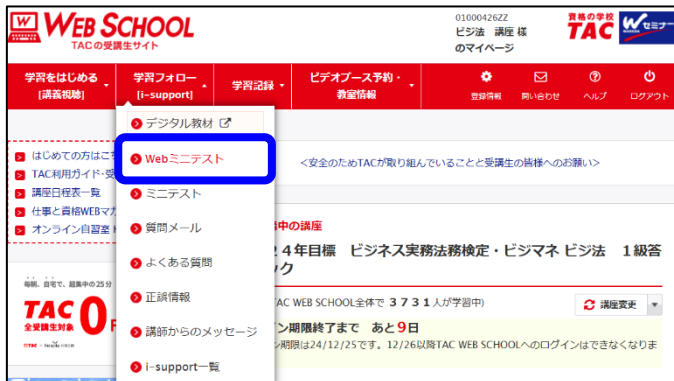 W WEB SCHOOL
TACの受講生サイト
01000426ZZ
ビジ法 講座 様
のマイページ
資格の学校
TAC
Wセミナー
学習をはじめる
[講義視聴]
学習フォロー
[i-support]
学習記録
ビデオブース予約・
教室情報
登録情報
問い合わせ
ヘルプ
ログアウト
デジタル教材
Webミニテスト
ミニテスト
質問メール
よくある質問
正誤情報
講師からのメッセージ
i-support一覧
はじめての方はこち
TAC利用ガイド・受
講座日程表一覧
仕事と資格WEBマガ
オンライン自習室
<安全のためTACが取り組んでいることと受講生の皆様へのお願い>
毎朝、自宅で、超集中の25分
TAC
全受講生対象
0
中の講座
24年目標 ビジネス実務法務検定・ビジマネ ビジ法 1級答
ック
TAC WEB SCHOOL全体で 3731人が学習中)
講座変更
ン期限終了まで あと9日
ン期限は24/12/25です。12/26以降TAC WEB SCHOOLへのログインはできなくなりま